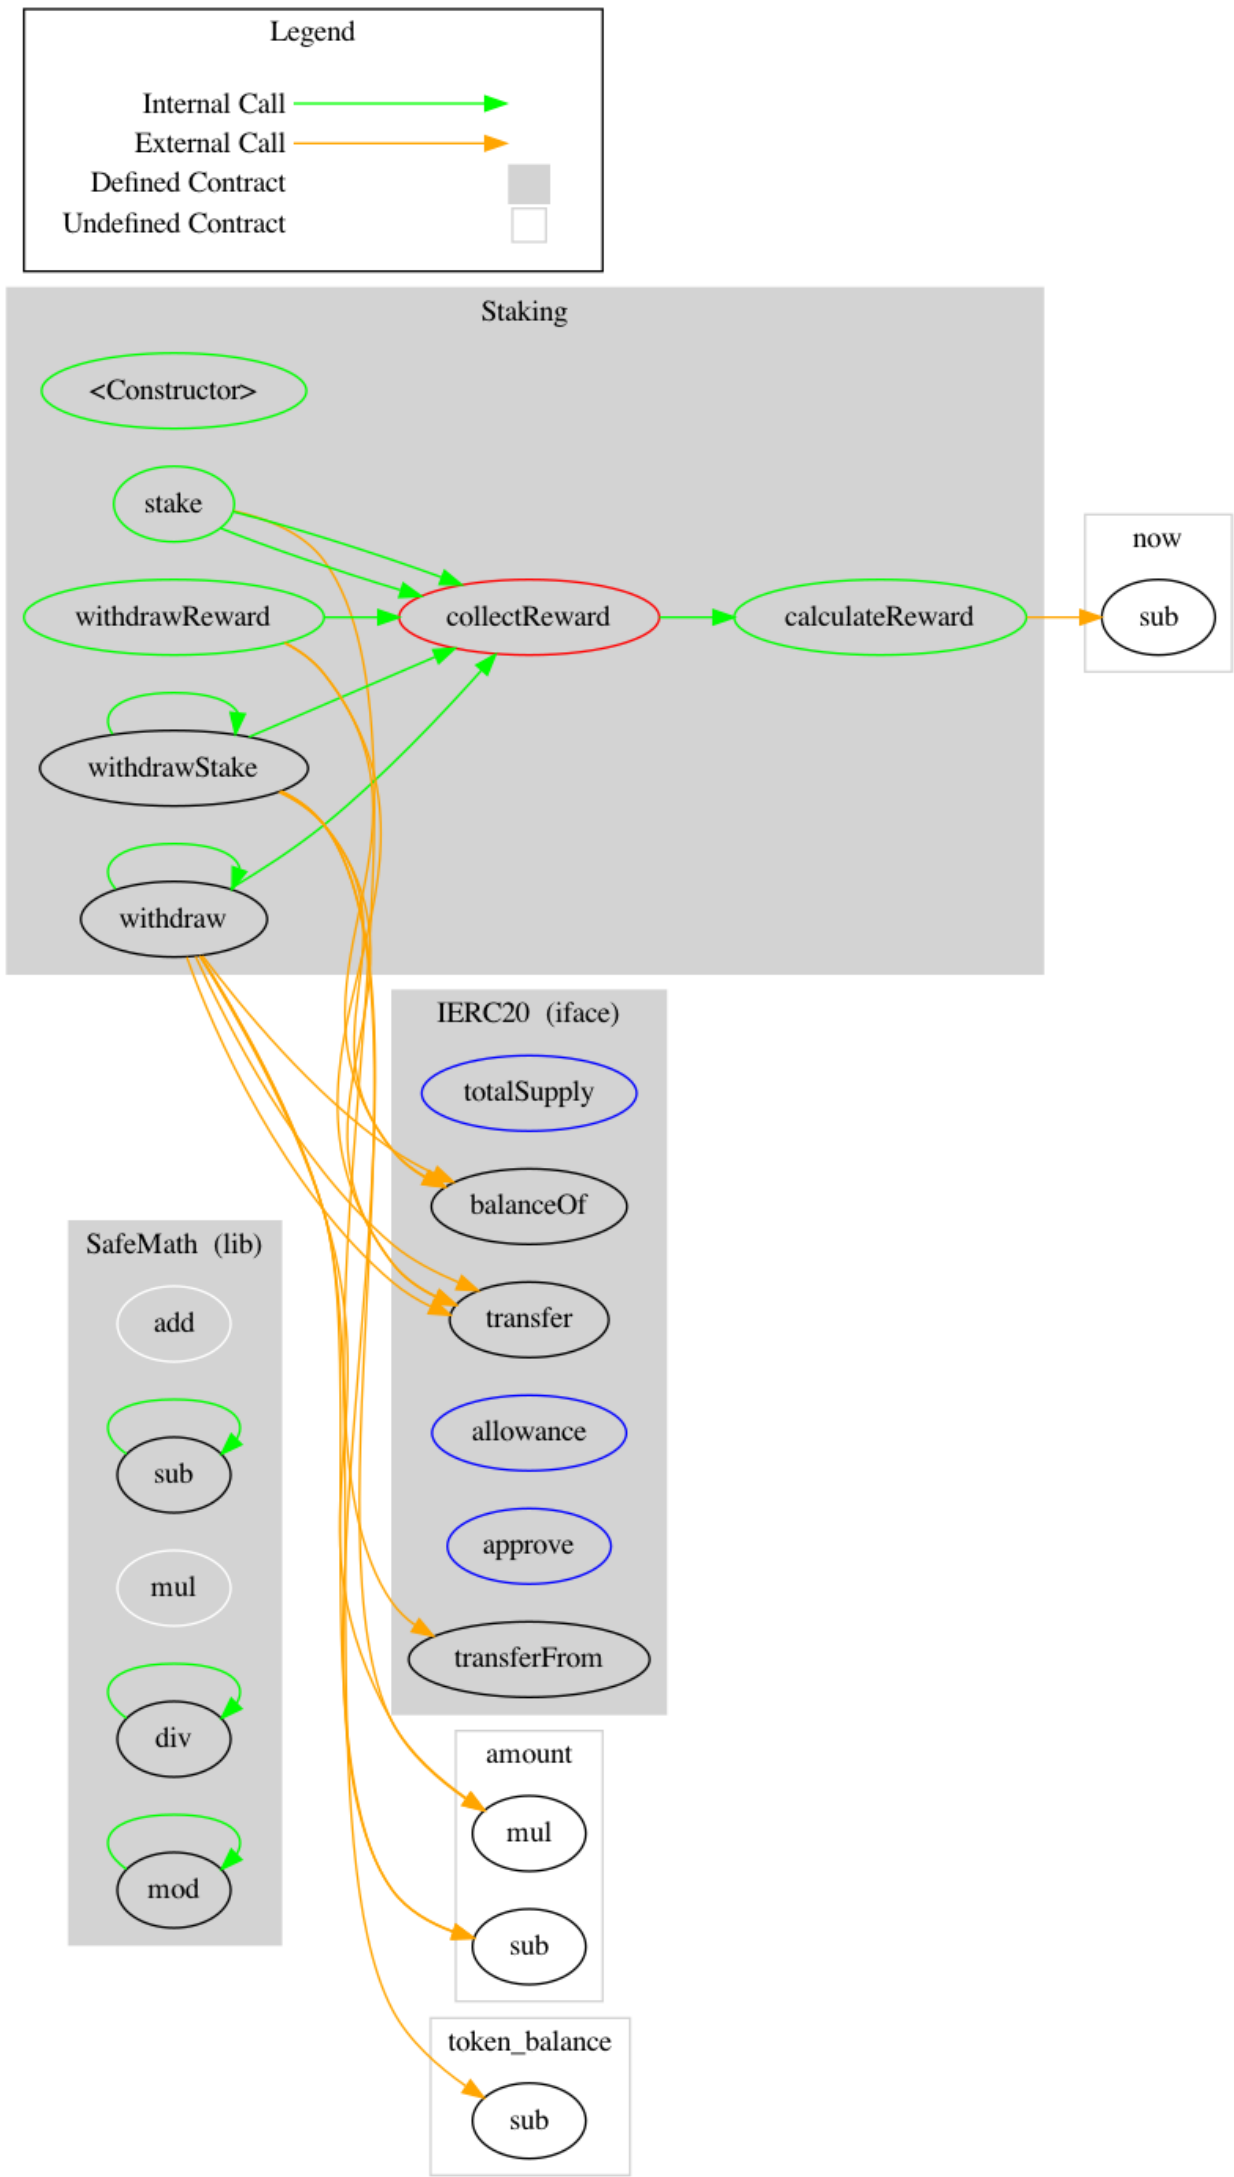 Legend
Internal Call
External Call
Defined Contract
Undefined Contract
Staking
<Constructor>
stake
now
withdrawReward
collectReward
calculateReward
sub
withdrawStake
withdraw
IERC20 (iface)
totalSupply
balanceOf
transfer
allowance
approve
transferFrom
SafeMath (lib)
add
sub
mul
div
mod
amount
mul
sub
token_balance
sub